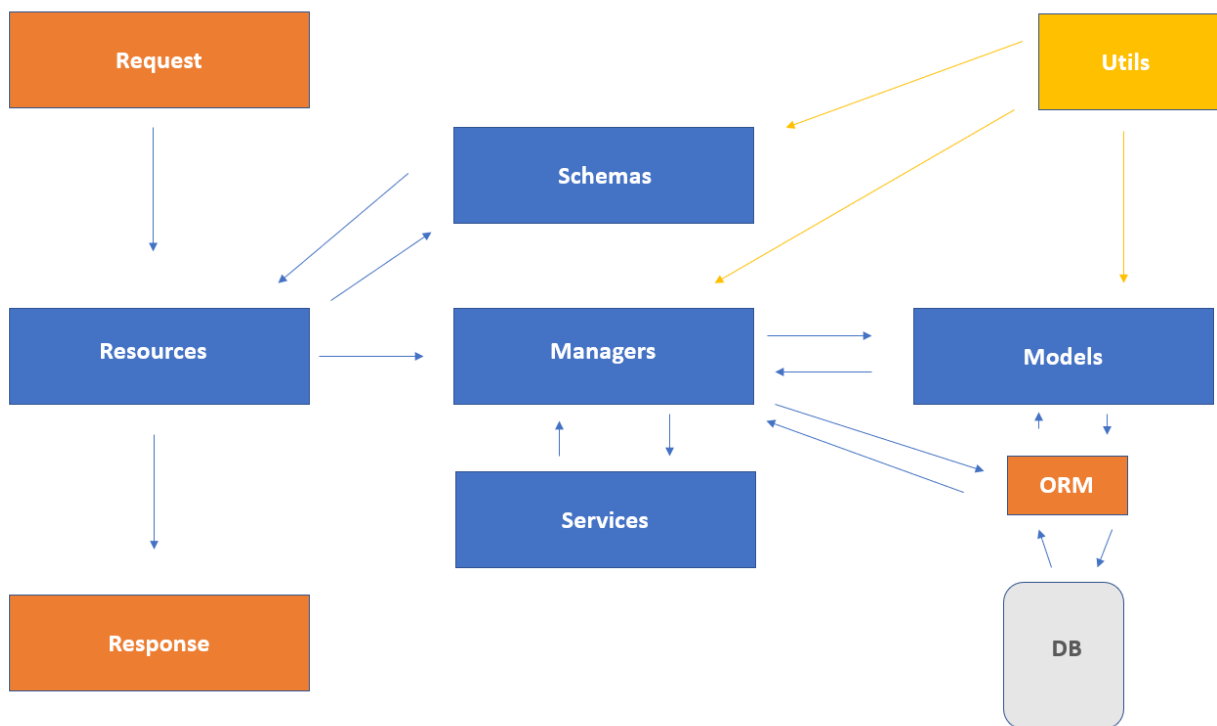 Request
Utils
Schemas
Resources
Managers
Models
ORM
Services
Response
DB